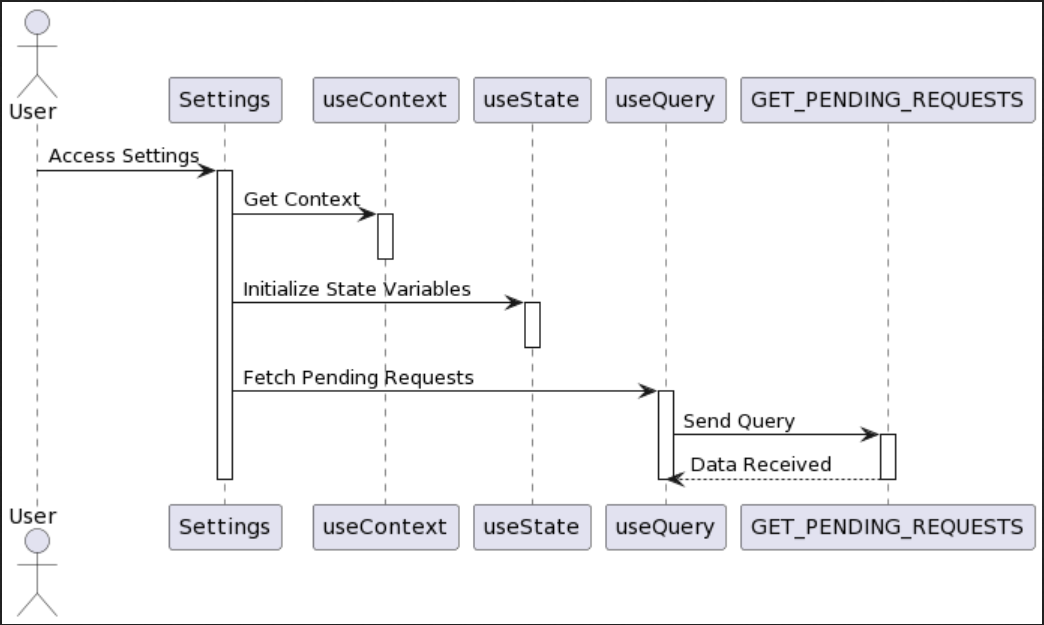 User
Settings
useContext
useState
useQuery
GET_PENDING_REQUESTS
Access Settings
Get Context
Initialize State Variables
Fetch Pending Requests
Send Query
Data Received
User
Settings
useContext
useState
useQuery
GET_PENDING_REQUESTS